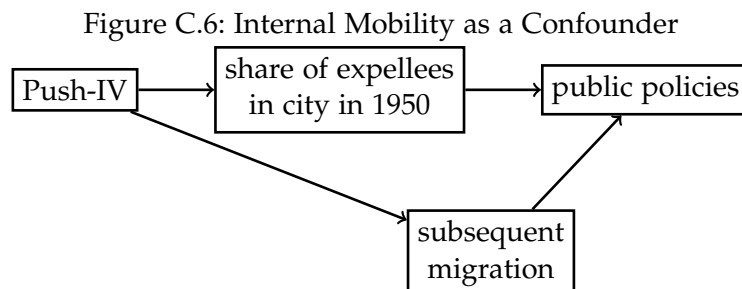 Figure C.6: Internal Mobility as a Confounder
Push-IV
share of expellees
in city in 1950
public policies
subsequent
migration